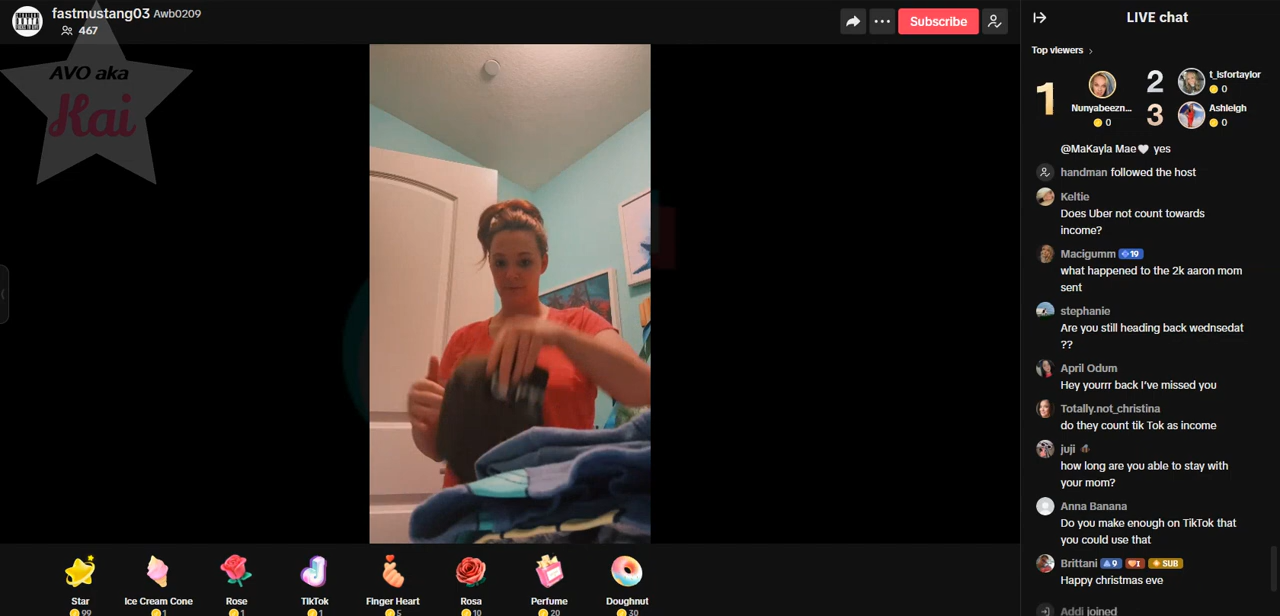 fastmustang03 Awb0209
467
AVO aka
Kai
Subscribe
LIVE chat
Top viewers
1
Nunyabeezn...
0
2
t_isfortaylor
0
3
Ashleigh
0
@MaKayla Mae🤍 yes
handman followed the host
Keltie
Does Uber not count towards
income?
Macigumm 19
what happened to the 2k aaron mom
sent
stephanie
Are you still heading back wednsedat
??
April Odum
Hey yourrr back I've missed you
Totally.not_christina
do they count tik Tok as income
juji
how long are you able to stay with
your mom?
Anna Banana
Do you make enough on TikTok that
you could use that
Brittani 9 I SUB
Happy christmas eve
Addi joined
Star
99
Ice Cream Cone
1
Rose
1
TikTok
1
Finger Heart
5
Rosa
10
Perfume
20
Doughnut
30